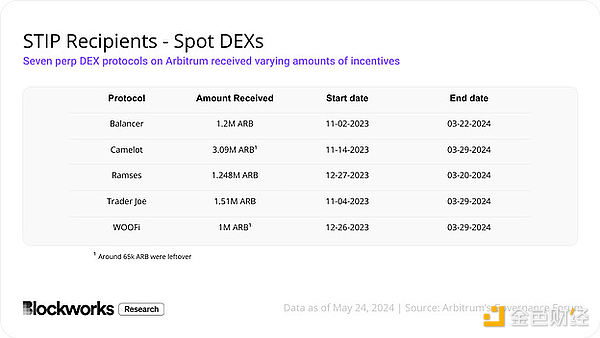 STIP Recipients - Spot DEXs
Seven perp DEX protocols on Arbitrum received varying amounts of incentives
Protocol Amount Received Start date End date
Balancer 1.2M ARB 11-02-2023 03-22-2024
Camelot 3.09M ARB¹ 11-14-2023 03-29-2024
Ramses 1.248M ARB 12-27-2023 03-20-2024
Trader Joe 1.51M ARB 11-04-2023 03-29-2024
WOOFi 1M ARB¹ 12-26-2023 03-29-2024
¹ Around 65k ARB were leftover
Blockworks Research
Data as of May 24, 2024 | Source: Arbitrum's Governance Forum
金色财经